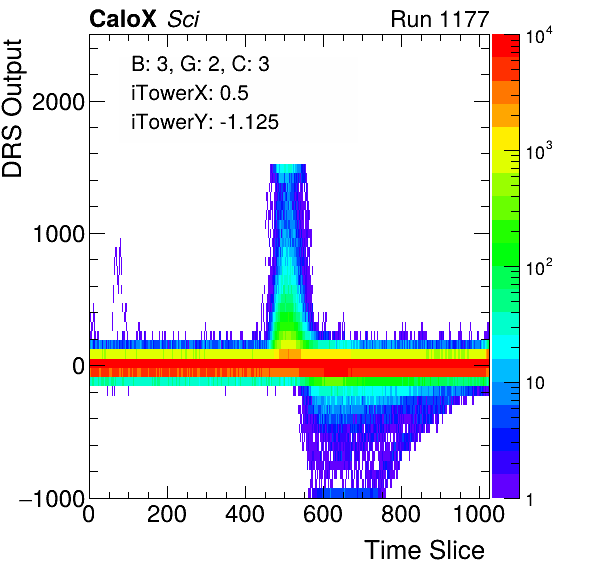 CaloX Sci Run 1177
DRS Output
B: 3, G: 2, C: 3
iTowerX: 0.5
iTowerY: -1.125
2000
1000
0
−1000
0 200 400 600 800 1000
Time Slice
10^4
10^3
10^2
10
1